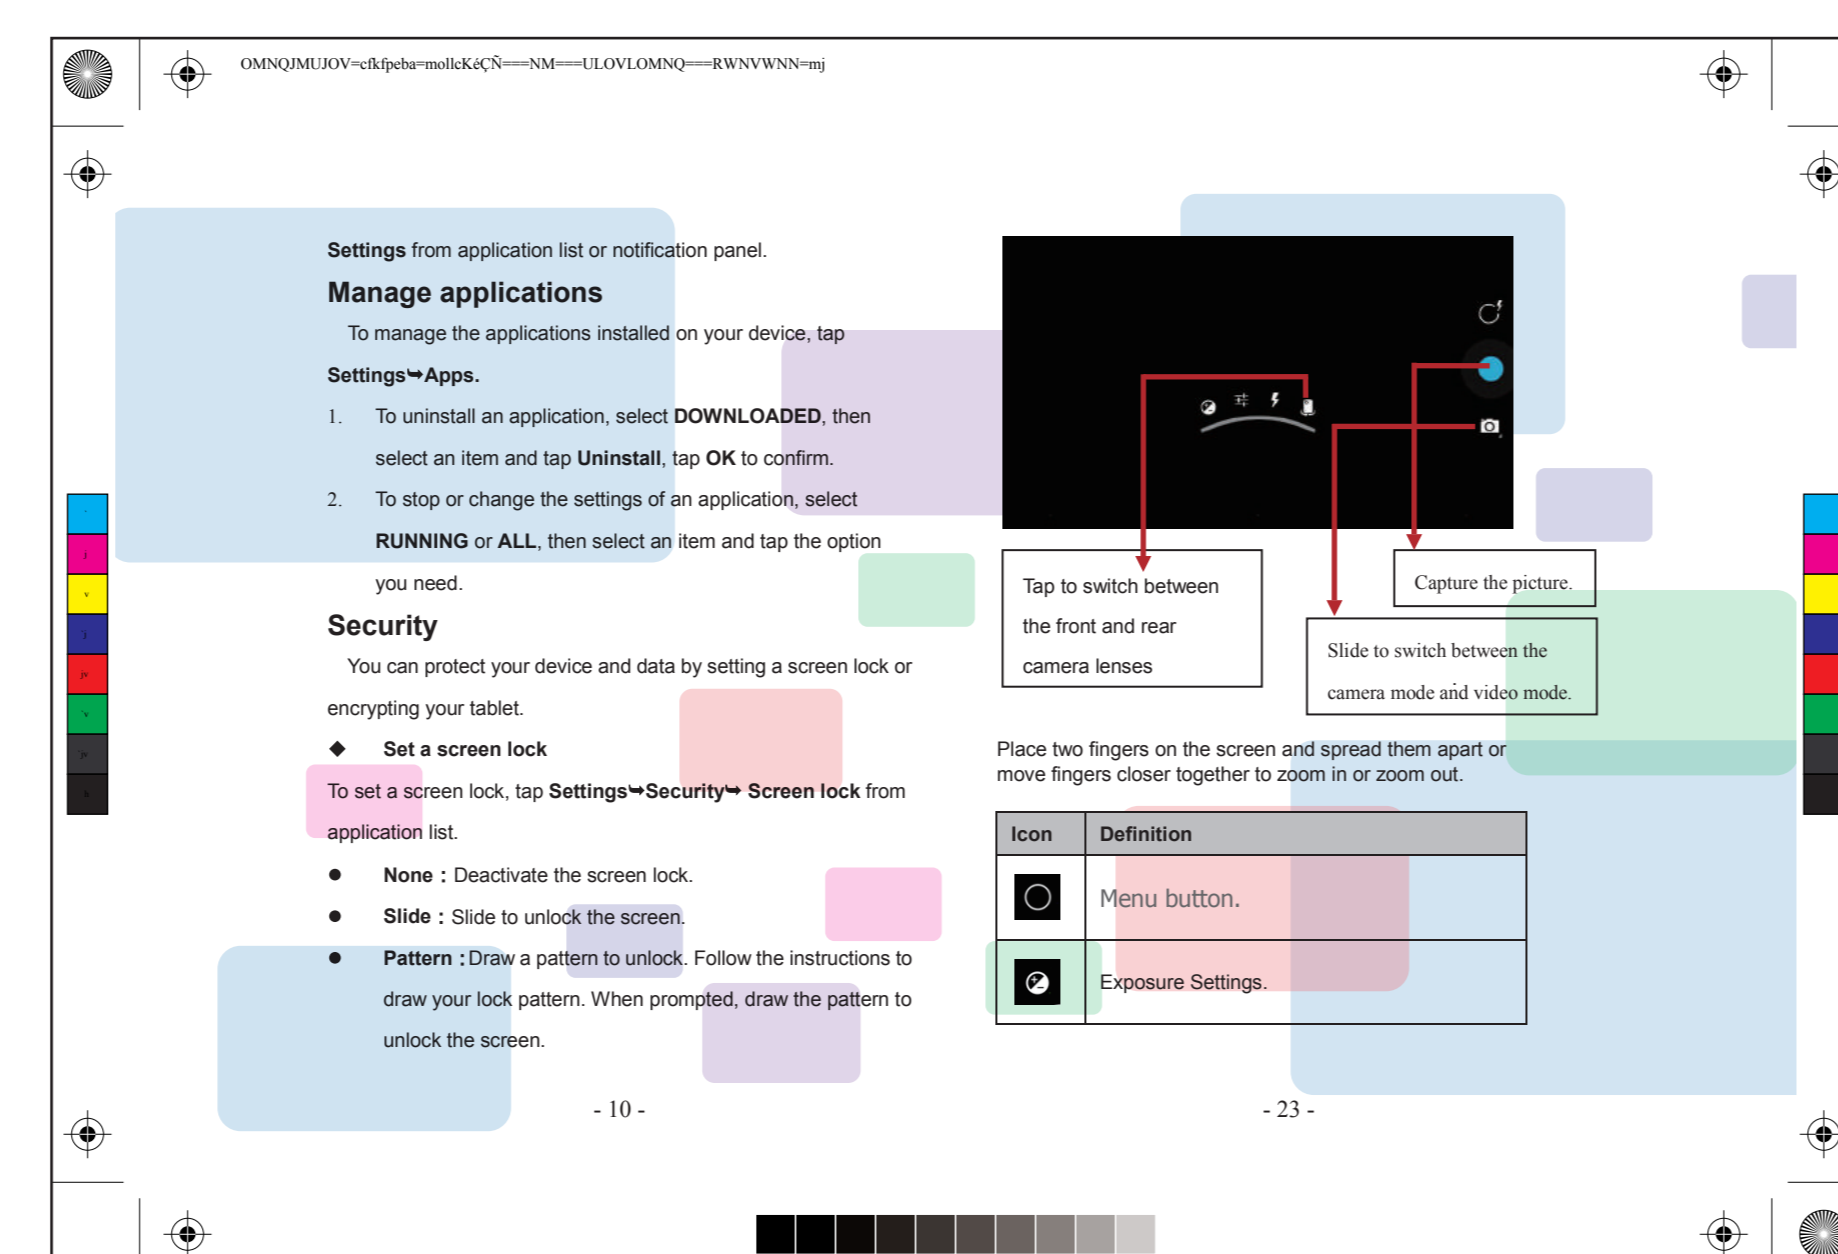 OMNQJMUJOV=cfkfpeba=mollcKéÇÑ===NM===ULOVLOMNQ===RWNVWNN=mj
Settings from application list or notification panel.
Manage applications
To manage the applications installed on your device, tap
Settings➥Apps.
1. To uninstall an application, select DOWNLOADED, then
select an item and tap Uninstall, tap OK to confirm.
2. To stop or change the settings of an application, select
RUNNING or ALL, then select an item and tap the option
you need.
Security
You can protect your device and data by setting a screen lock or
encrypting your tablet.
◆ Set a screen lock
To set a screen lock, tap Settings➥Security➥ Screen lock from
application list.
● None : Deactivate the screen lock.
● Slide : Slide to unlock the screen.
● Pattern : Draw a pattern to unlock. Follow the instructions to
draw your lock pattern. When prompted, draw the pattern to
unlock the screen.
- 10 -
Tap to switch between
the front and rear
camera lenses
Capture the picture.
Slide to switch between the
camera mode and video mode.
Place two fingers on the screen and spread them apart or
move fingers closer together to zoom in or zoom out.
Icon Definition
Menu button.
Exposure Settings.
- 23 -